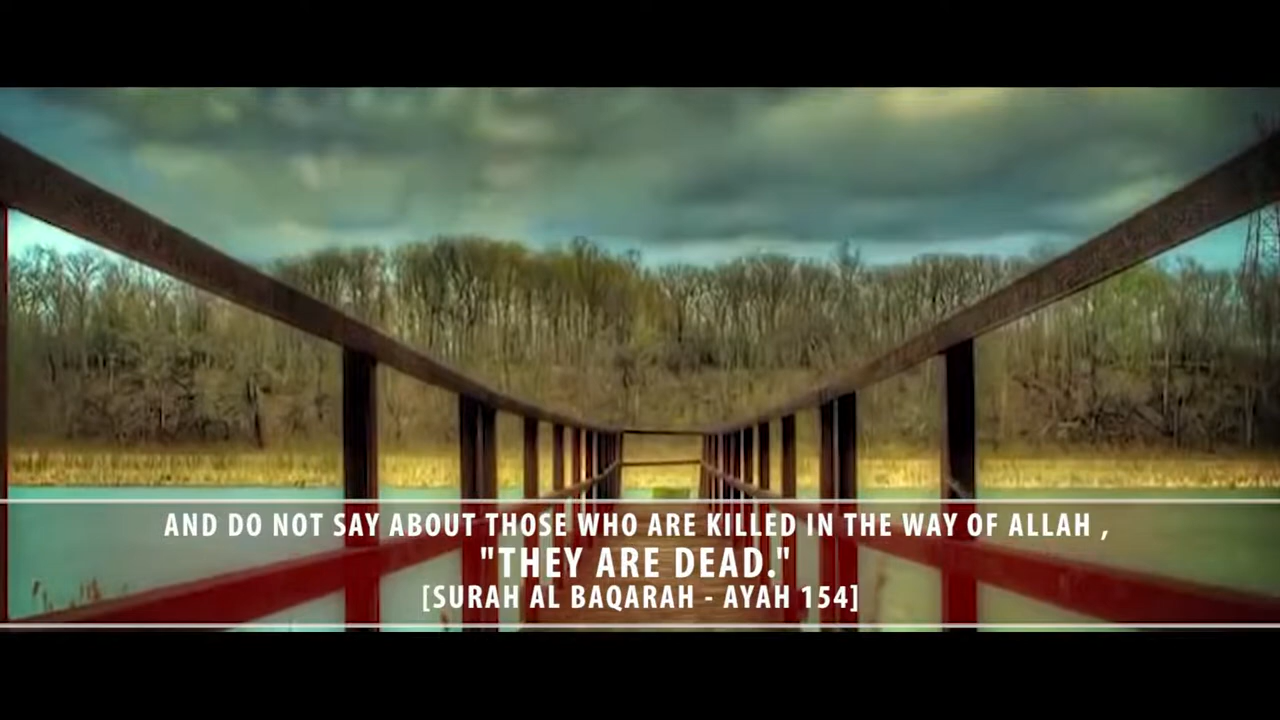 AND DO NOT SAY ABOUT THOSE WHO ARE KILLED IN THE WAY OF ALLAH ,
"THEY ARE DEAD."
[SURAH AL BAQARAH - AYAH 154]